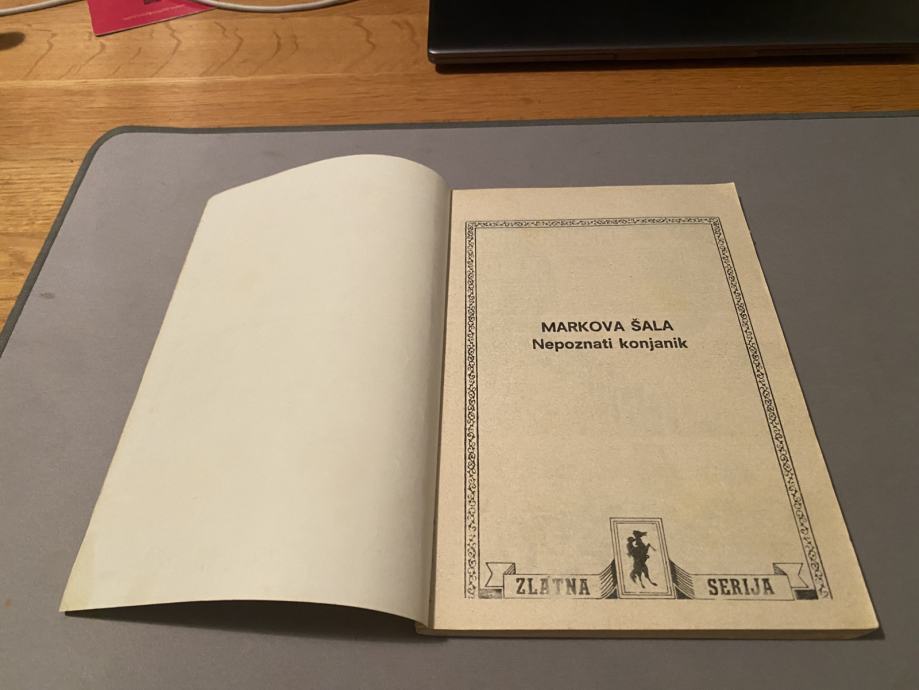 MARKOVA ŠALA
Nepoznati konjanik
ZLATNA SERIJA